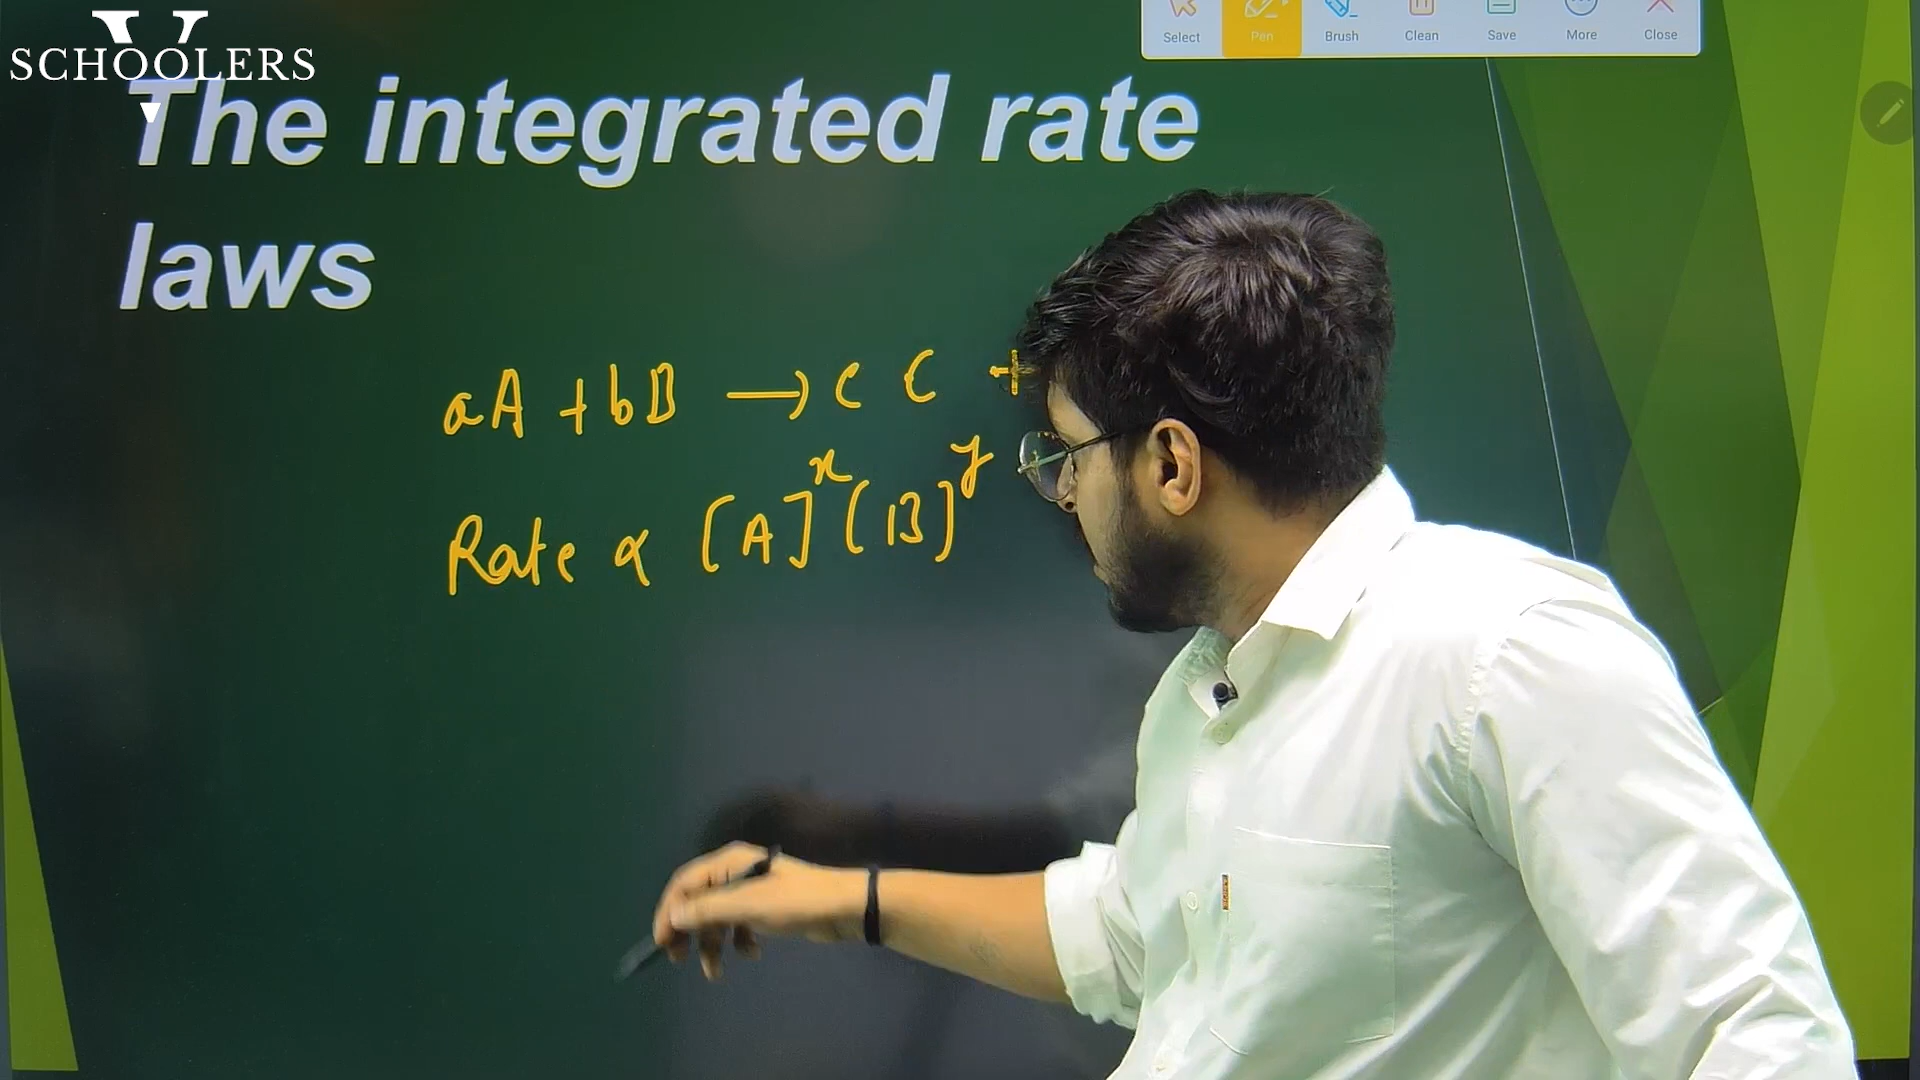 V
SCHOOLERS
Select Pen Brush Clean Save More Close
The integrated rate
laws
aA + bB → c C +
Rate ∝ [A]^x [B]^y